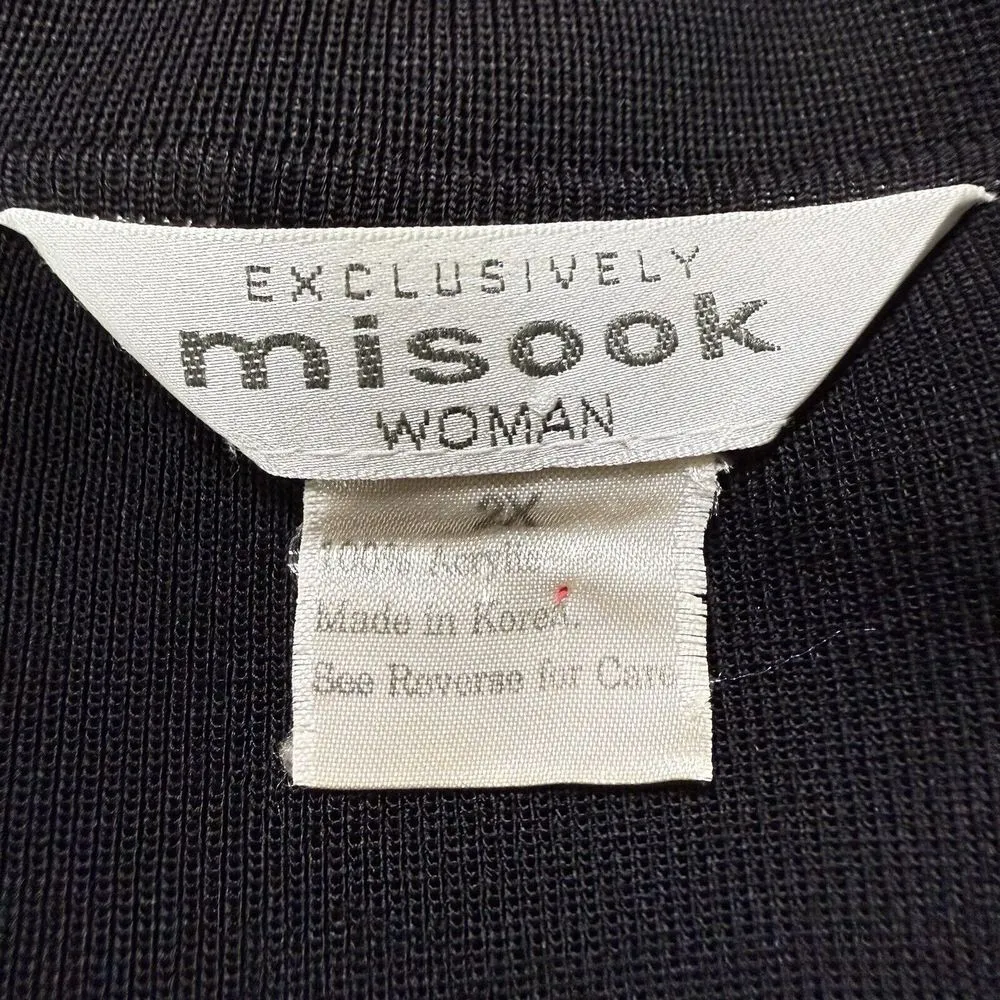 EXCLUSIVELY
misook
WOMAN
2X
100% Acrylic
Made in Korea.
See Reverse for Care